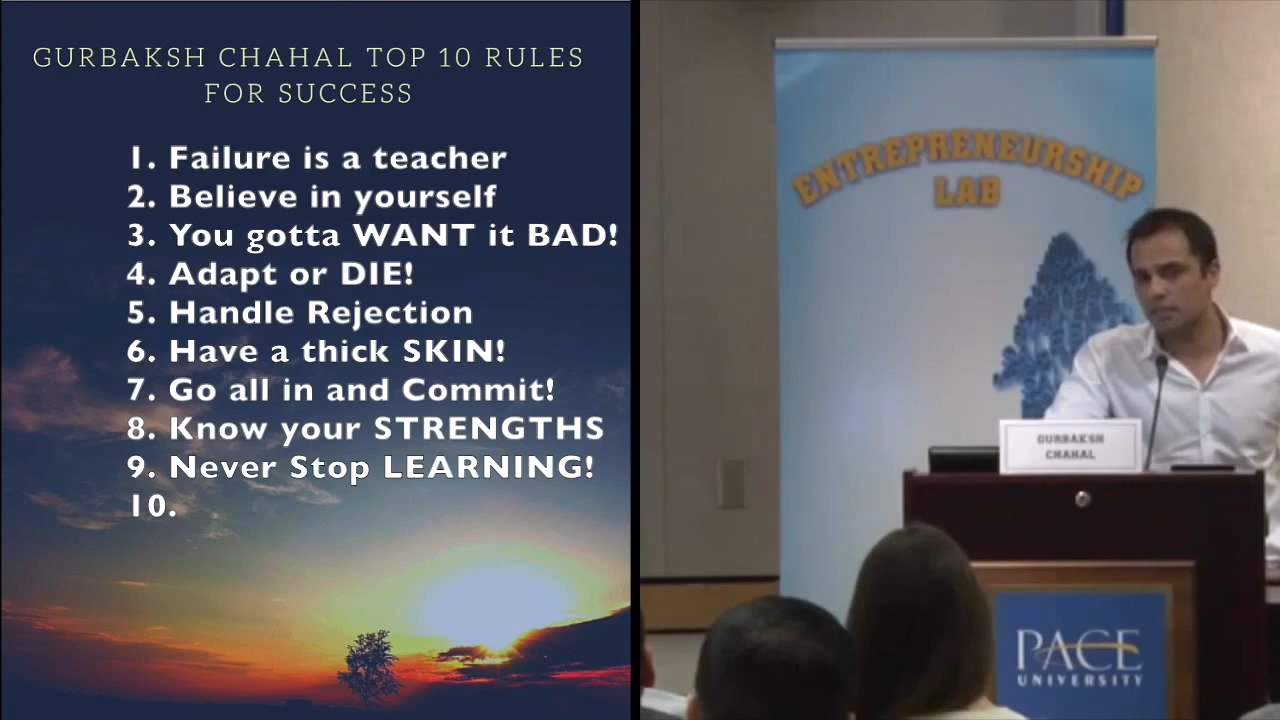 GURBAKSH CHAHAL TOP 10 RULES
FOR SUCCESS
1. Failure is a teacher
2. Believe in yourself
3. You gotta WANT it BAD!
4. Adapt or DIE!
5. Handle Rejection
6. Have a thick SKIN!
7. Go all in and Commit!
8. Know your STRENGTHS
9. Never Stop LEARNING!
10.
ENTREPRENEURSHIP
LAB
GURBAKSH
CHAHAL
PACE
UNIVERSITY